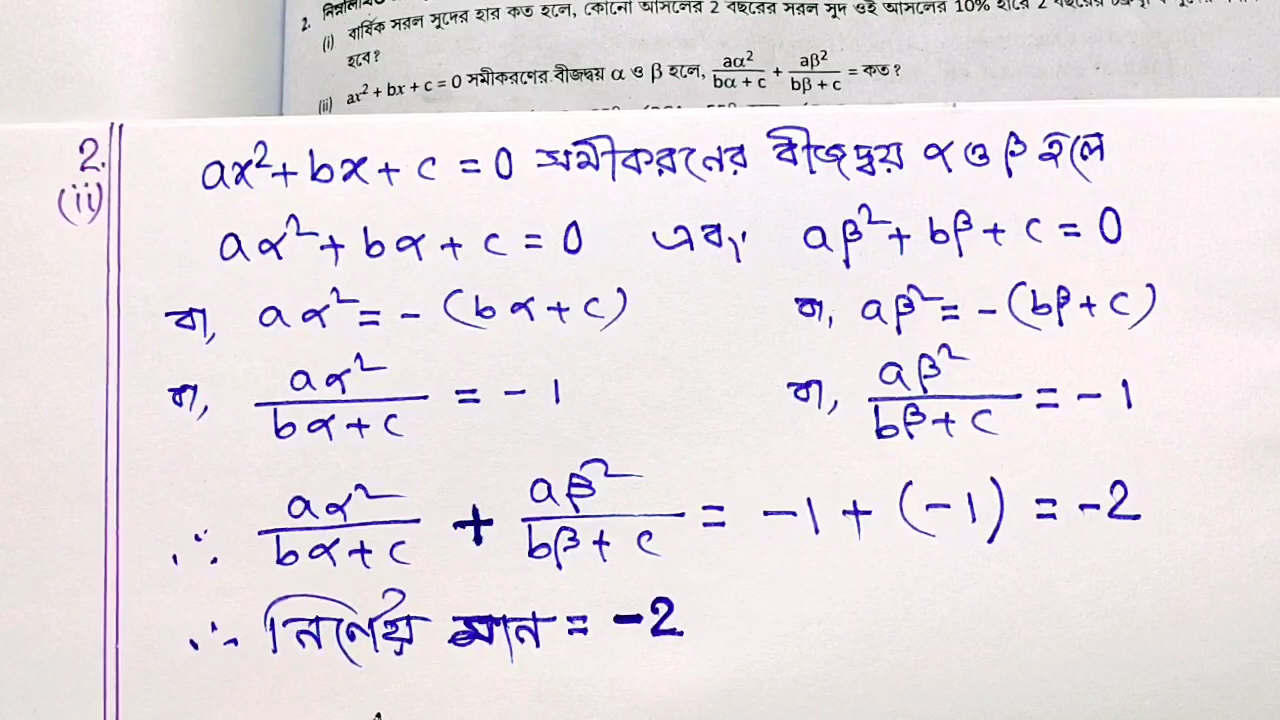 2.
(i) বার্ষিক সরল সুদের হার কত হলে, কোনো আসলের 2 বছরের সরল সুদ ওই আসলের 10% হারে 2 বছরের
হবে?
(ii) ax² + bx + c = 0 সমীকরণের বীজদ্বয় α ও β হলে, aα²/(bα + c) + aβ²/(bβ + c) = কত?
2. (ii) ax² + bx + c = 0 সমীকরনের বীজদ্বয় α ও β হলে
aα² + bα + c = 0 এবং aβ² + bβ + c = 0
বা, aα² = - (bα + c) বা, aβ² = - (bβ + c)
বা, aα²/(bα + c) = - 1 বা, aβ²/(bβ + c) = - 1
∴ aα²/(bα + c) + aβ²/(bβ + c) = -1 + (-1) = -2
∴ নির্ণেয় মান = -2